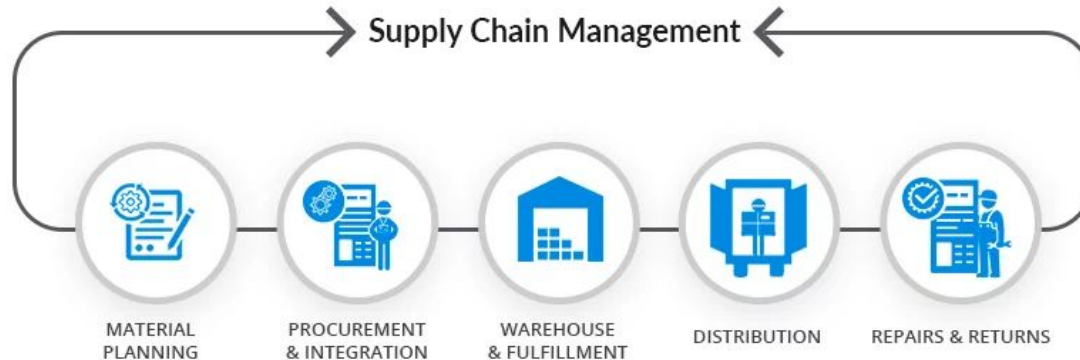 Supply Chain Management
MATERIAL
PLANNING
PROCUREMENT
& INTEGRATION
WAREHOUSE
& FULFILLMENT
DISTRIBUTION
REPAIRS & RETURNS